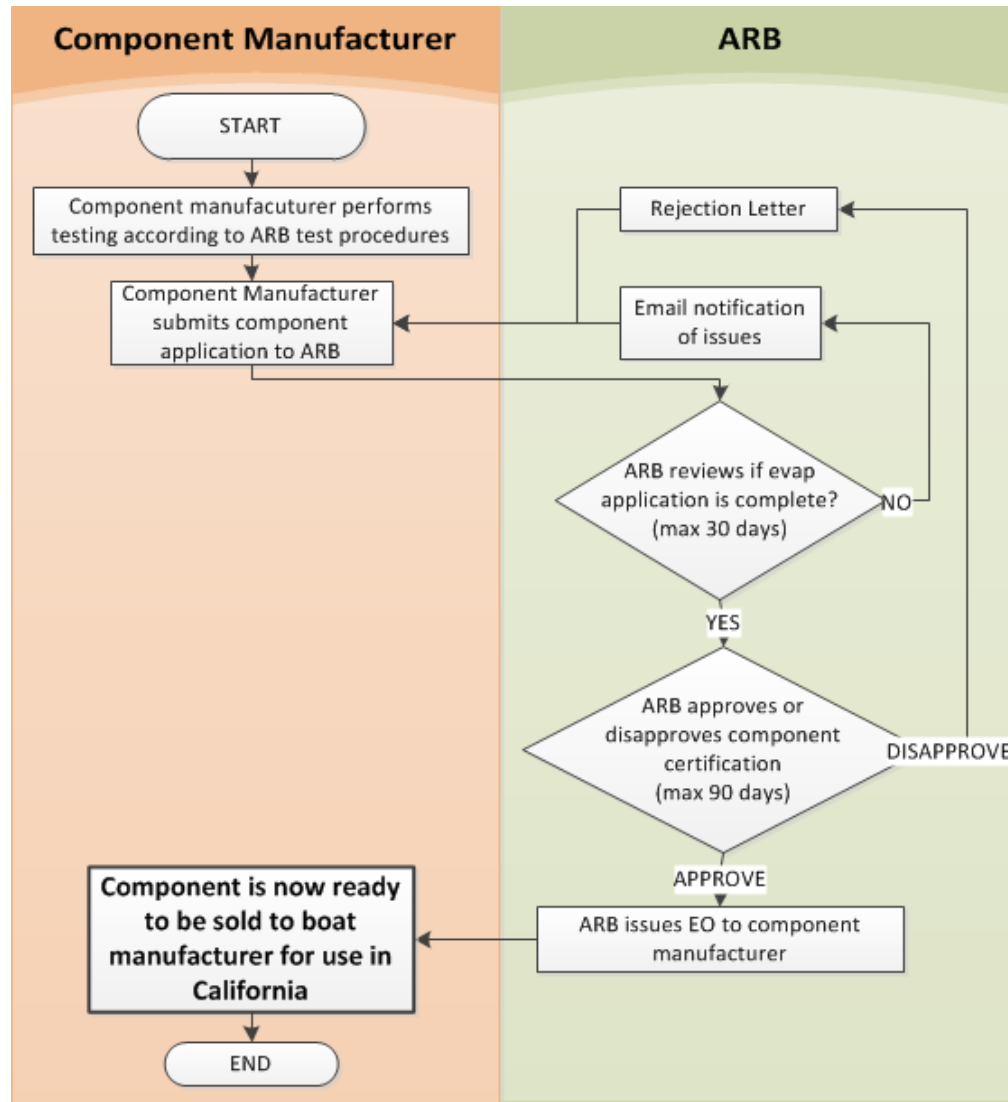 Component Manufacturer
ARB
START
Component manufacuturer performs
testing according to ARB test procedures
Rejection Letter
Component Manufacturer
submits component
application to ARB
Email notification
of issues
ARB reviews if evap
application is complete?
(max 30 days)
NO
YES
ARB approves or
disapproves component
certification
(max 90 days)
DISAPPROVE
APPROVE
ARB issues EO to component
manufacturer
Component is now ready
to be sold to boat
manufacturer for use in
California
END